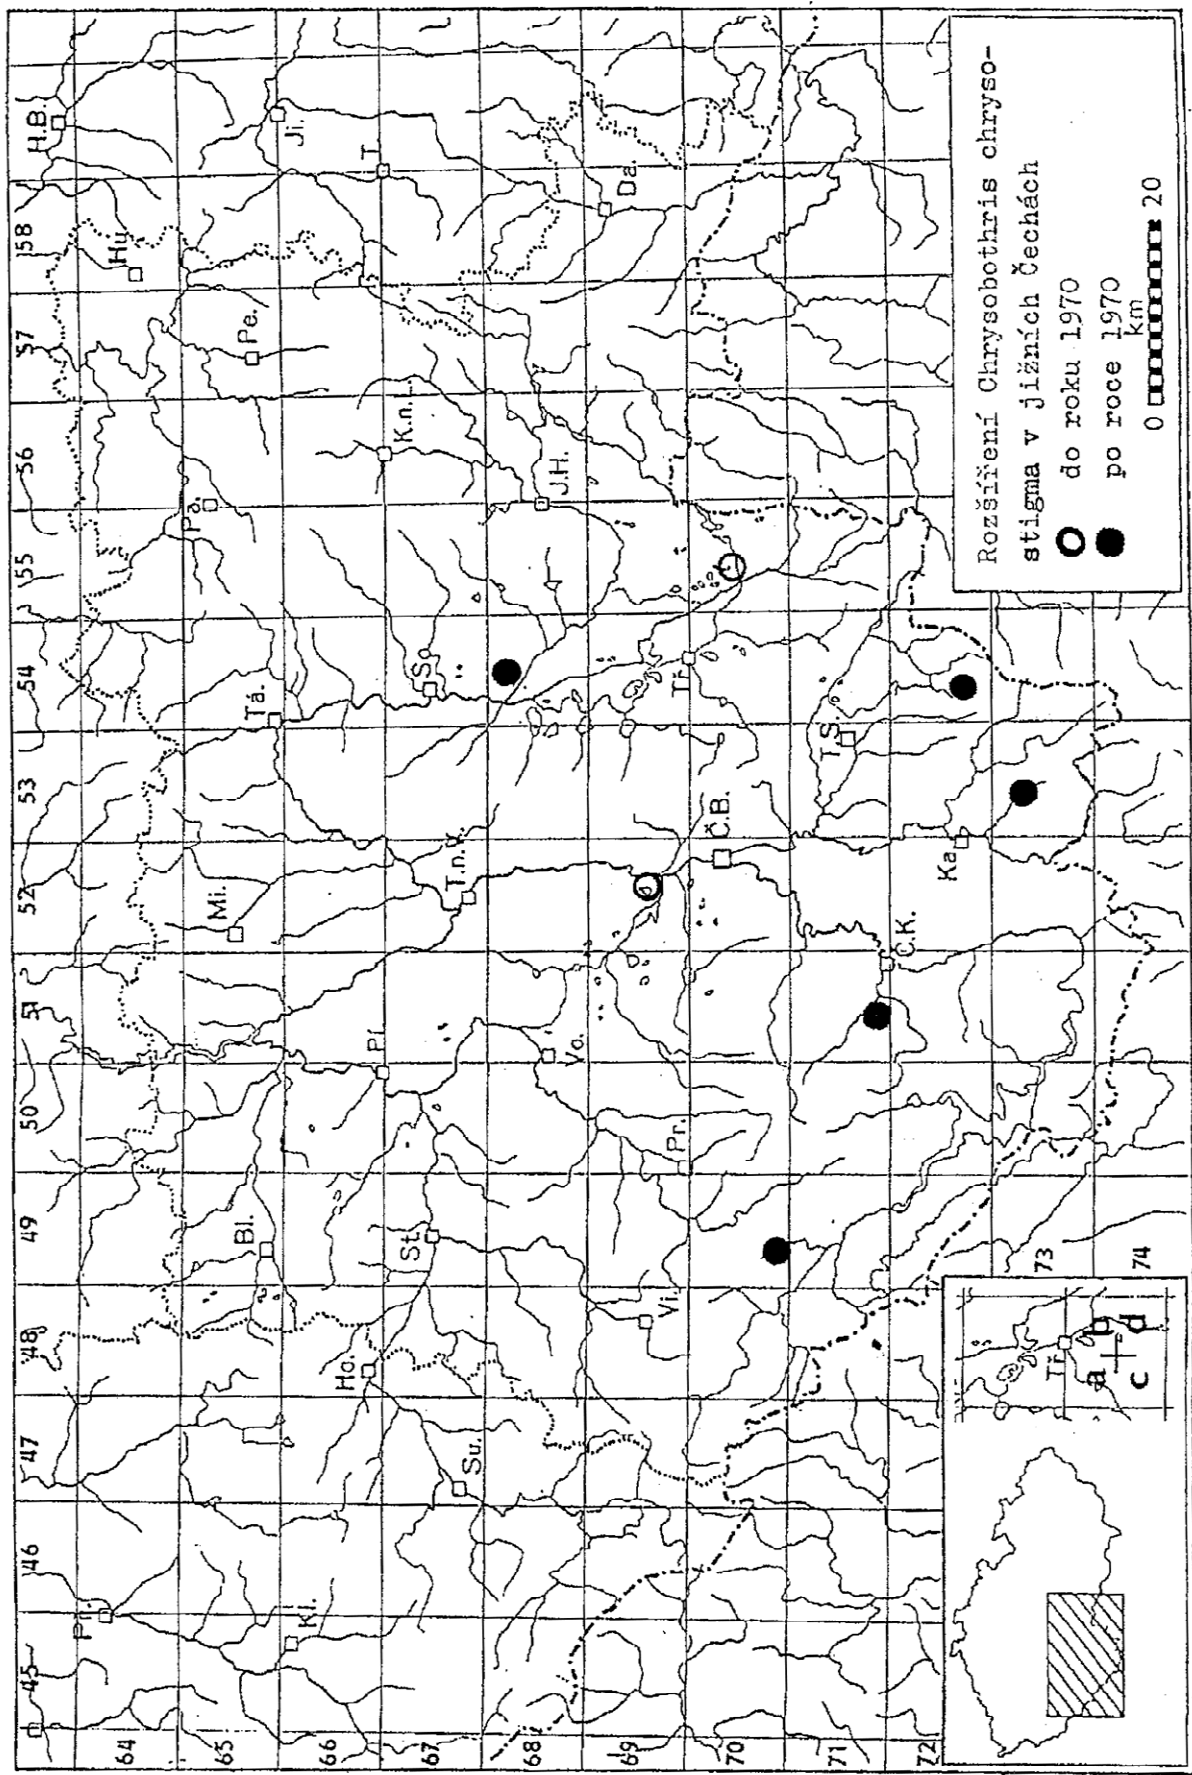 45
46
47
48
49
50
51
52
53
54
55
56
57
58
64
65
66
67
68
69
70
71
72
73
74
Pl.
Kl.
Su.
Ho.
Bl.
St.
Vi.
Pr.
Pí.
Vo.
Mi.
T.n.V.
Č.B.
Č.K.
Ka.
T.S.
Tá.
So.
Tř.
J.H.
Pa.
K.n.L.
Pe.
Hu.
H.B.
Ji.
T.
Da.
Rozšíření Chrysobothris chryso-
stigma v jižních Čechách
do roku 1970
po roce 1970
km
0 20
Tř.
a b
c d